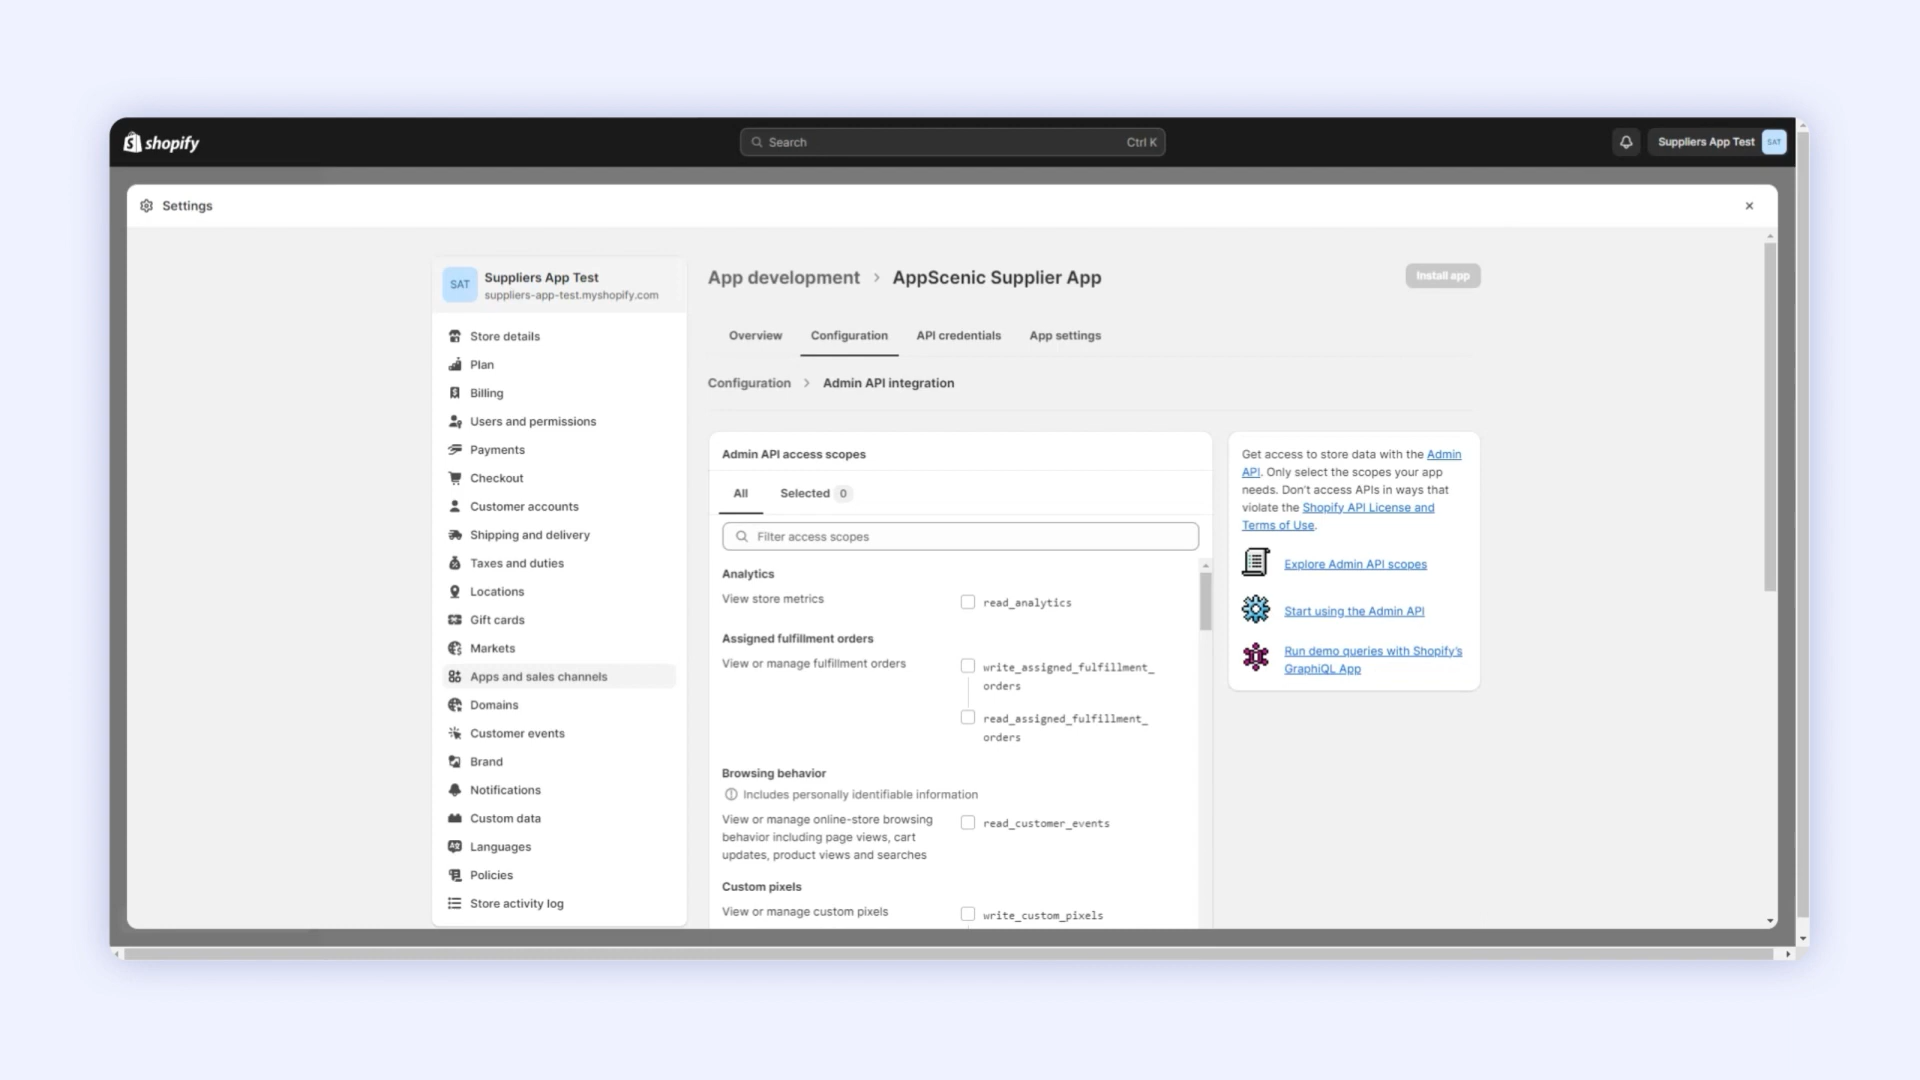 shopify
Search
Ctrl K
Suppliers App Test
SAT
Settings
SAT
Suppliers App Test
suppliers-app-test.myshopify.com
Store details
Plan
Billing
Users and permissions
Payments
Checkout
Customer accounts
Shipping and delivery
Taxes and duties
Locations
Gift cards
Markets
Apps and sales channels
Domains
Customer events
Brand
Notifications
Custom data
Languages
Policies
Store activity log
App development > AppScenic Supplier App
Install app
Overview
Configuration
API credentials
App settings
Configuration > Admin API integration
Admin API access scopes
All
Selected 0
Filter access scopes
Analytics
View store metrics
read_analytics
Assigned fulfillment orders
View or manage fulfillment orders
write_assigned_fulfillment_
orders
read_assigned_fulfillment_
orders
Browsing behavior
Includes personally identifiable information
View or manage online-store browsing
behavior including page views, cart
updates, product views and searches
read_customer_events
Custom pixels
View or manage custom pixels
write_custom_pixels
Get access to store data with the Admin
API. Only select the scopes your app
needs. Don't access APIs in ways that
violate the Shopify API License and
Terms of Use.
Explore Admin API scopes
Start using the Admin API
Run demo queries with Shopify's
GraphiQL App